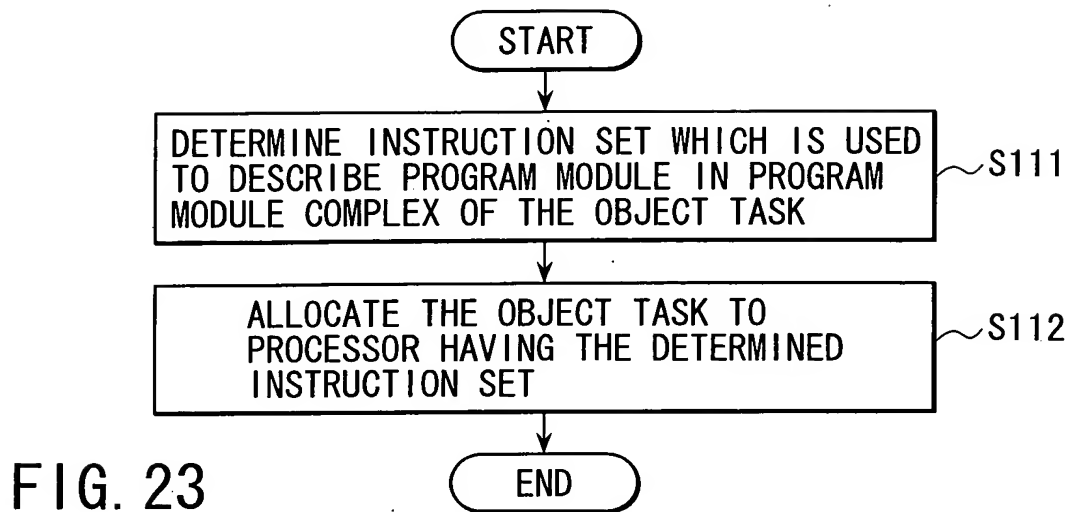 START
DETERMINE INSTRUCTION SET WHICH IS USED
TO DESCRIBE PROGRAM MODULE IN PROGRAM
MODULE COMPLEX OF THE OBJECT TASK
S111
ALLOCATE THE OBJECT TASK TO
PROCESSOR HAVING THE DETERMINED
INSTRUCTION SET
S112
END
FIG. 23